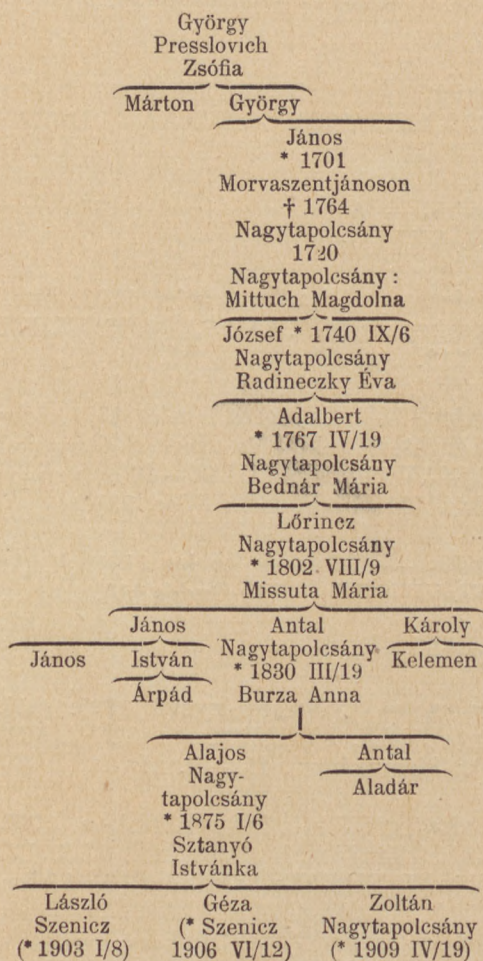 György
Presslovich
Zsófia
Márton György
János
* 1701
Morvaszentjánoson
† 1764
Nagytapolcsány
1720
Nagytapolcsány :
Mittuch Magdolna
József * 1740 IX/6
Nagytapolcsány
Radineczky Éva
Adalbert
* 1767 IV/19
Nagytapolcsány
Bednár Mária
Lőrincz
Nagytapolcsány
* 1802 VIII/9
Missuta Mária
János Antal Károly
János István Nagytapolcsány Kelemen
* 1830 III/19
Árpád Burza Anna
Alajos Antal
Nagy-
tapolcsány Aladár
* 1875 I/6
Sztanyó
Istvánka
László Géza Zoltán
Szenicz (* Szenicz Nagytapolcsány
(* 1903 I/8) 1906 VI/12) (* 1909 IV/19)